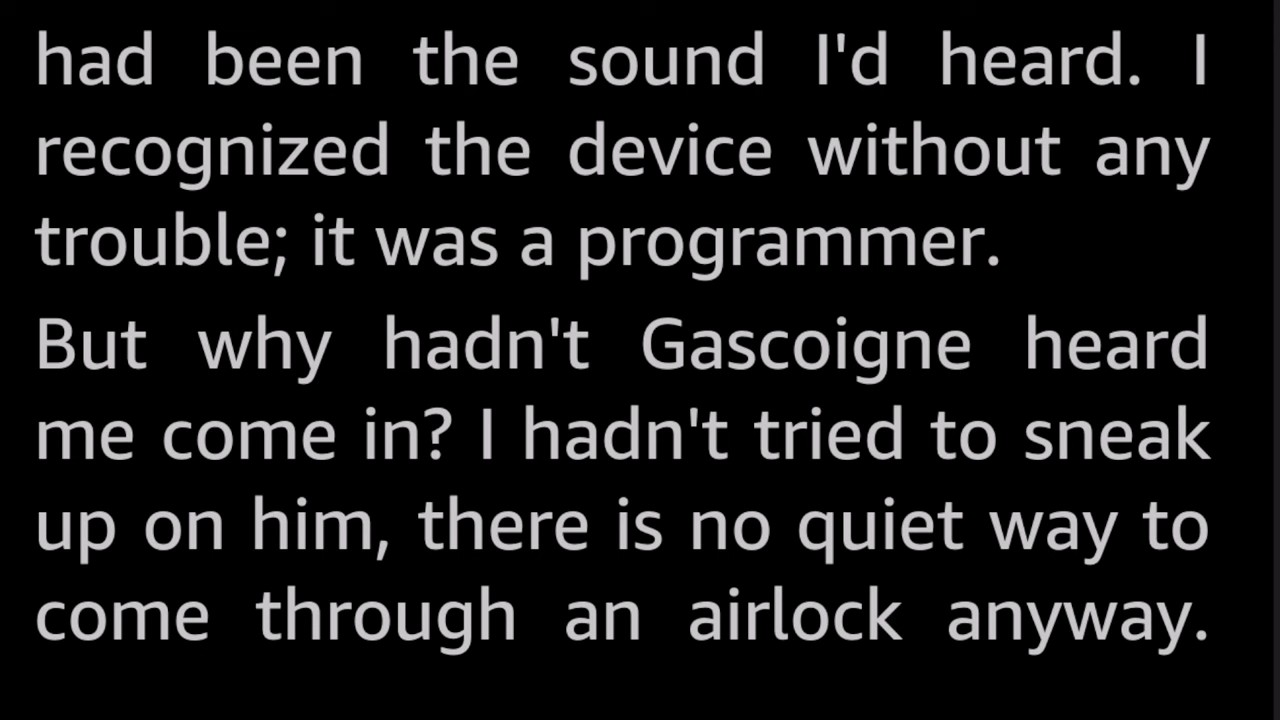 had been the sound I'd heard. I
recognized the device without any
trouble; it was a programmer.
But why hadn't Gascoigne heard
me come in? I hadn't tried to sneak
up on him, there is no quiet way to
come through an airlock anyway.